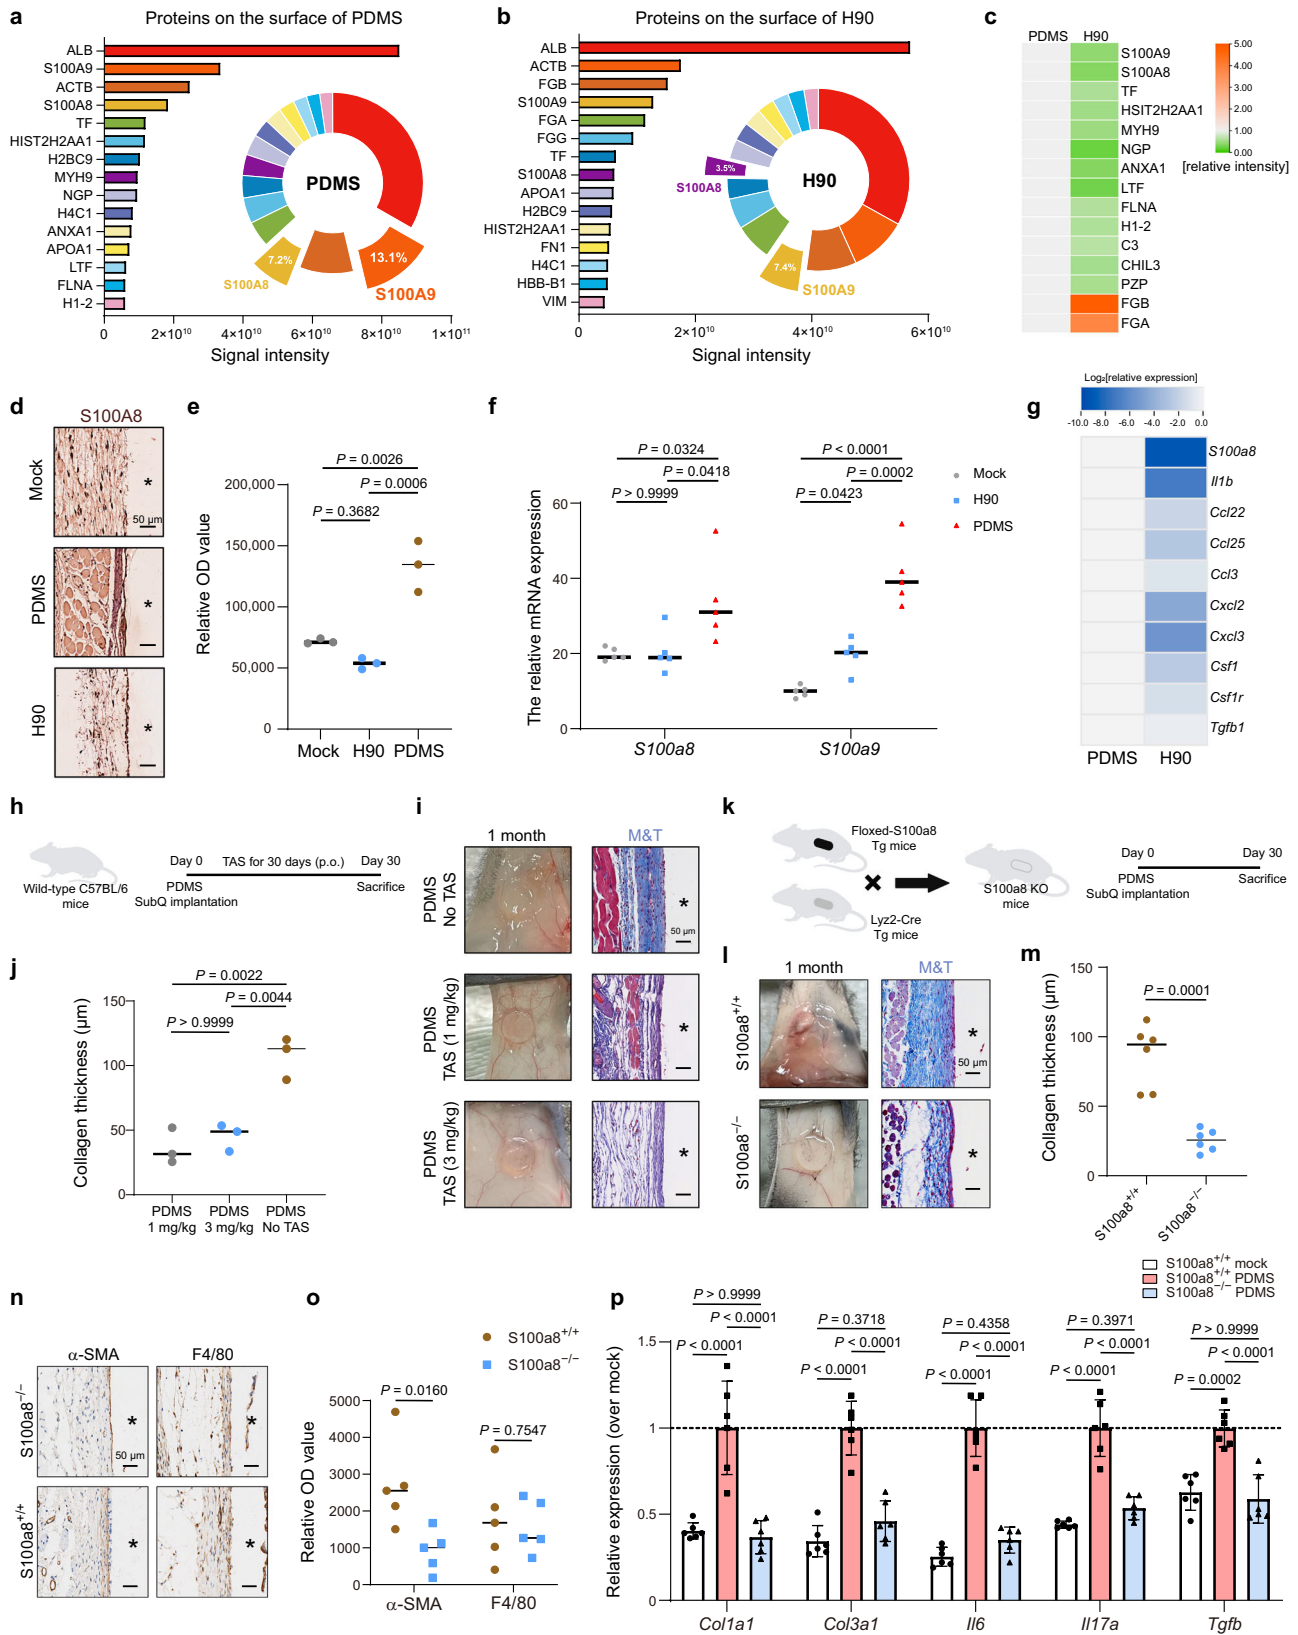 a
Proteins on the surface of PDMS
ALB
S100A9
ACTB
S100A8
TF
HIST2H2AA1
H2BC9
MYH9
NGP
H4C1
ANXA1
APOA1
LTF
FLNA
H1-2
0
2×10¹⁰
4×10¹⁰
6×10¹⁰
8×10¹⁰
1×10¹¹
Signal intensity
PDMS
7.2%
S100A8
13.1%
S100A9
b
Proteins on the surface of H90
ALB
ACTB
FGB
S100A9
FGA
FGG
TF
S100A8
APOA1
H2BC9
HIST2H2AA1
FN1
H4C1
HBB-B1
VIM
0
2×10¹⁰
4×10¹⁰
6×10¹⁰
Signal intensity
H90
3.5%
S100A8
7.4%
S100A9
c
PDMS H90
S100A9
S100A8
TF
HSIT2H2AA1
MYH9
NGP
ANXA1
LTF
FLNA
H1-2
C3
CHIL3
PZP
FGB
FGA
5.00
4.00
3.00
2.00
1.00
0.00
[relative intensity]
d
S100A8
Mock
50 µm
*
PDMS
*
H90
*
e
P = 0.0026
P = 0.0006
P = 0.3682
200,000
150,000
100,000
50,000
0
Relative OD value
Mock H90 PDMS
f
P = 0.0324
P = 0.0418
P > 0.9999
P < 0.0001
P = 0.0002
P = 0.0423
60
40
20
0
The relative mRNA expression
S100a8
S100a9
Mock
H90
PDMS
g
Log₂[relative expression]
-10.0 -8.0 -6.0 -4.0 -2.0 0.0
S100a8
Il1b
Ccl22
Ccl25
Ccl3
Cxcl2
Cxcl3
Csf1
Csf1r
Tgfb1
PDMS H90
h
Wild-type C57BL/6
mice
Day 0
TAS for 30 days (p.o.)
Day 30
PDMS
SubQ implantation
Sacrifice
i
1 month
M&T
PDMS
No TAS
*
50 µm
PDMS
TAS (1 mg/kg)
*
PDMS
TAS (3 mg/kg)
*
j
P = 0.0022
P = 0.0044
P > 0.9999
150
100
50
0
Collagen thickness (µm)
PDMS
1 mg/kg
PDMS
3 mg/kg
PDMS
No TAS
k
Floxed-S100a8
Tg mice
Lyz2-Cre
Tg mice
S100a8 KO
mice
Day 0
Day 30
PDMS
SubQ implantation
Sacrifice
l
1 month
M&T
S100a8⁺/⁺
*
50 µm
S100a8⁻/⁻
*
m
P = 0.0001
150
100
50
0
Collagen thickness (µm)
S100a8⁺/⁺
S100a8⁻/⁻
n
α-SMA
F4/80
S100a8⁻/⁻
*
50 µm
*
S100a8⁺/⁺
*
*
o
S100a8⁺/⁺
S100a8⁻/⁻
P = 0.0160
P = 0.7547
5000
4000
3000
2000
1000
0
Relative OD value
α-SMA
F4/80
p
S100a8⁺/⁺ mock
S100a8⁺/⁺ PDMS
S100a8⁻/⁻ PDMS
P > 0.9999
P < 0.0001
P < 0.0001
P = 0.3718
P < 0.0001
P < 0.0001
P = 0.4358
P < 0.0001
P < 0.0001
P = 0.3971
P < 0.0001
P < 0.0001
P > 0.9999
P < 0.0001
P = 0.0002
1.5
1
0.5
0
Relative expression (over mock)
Col1a1
Col3a1
Il6
Il17a
Tgfb